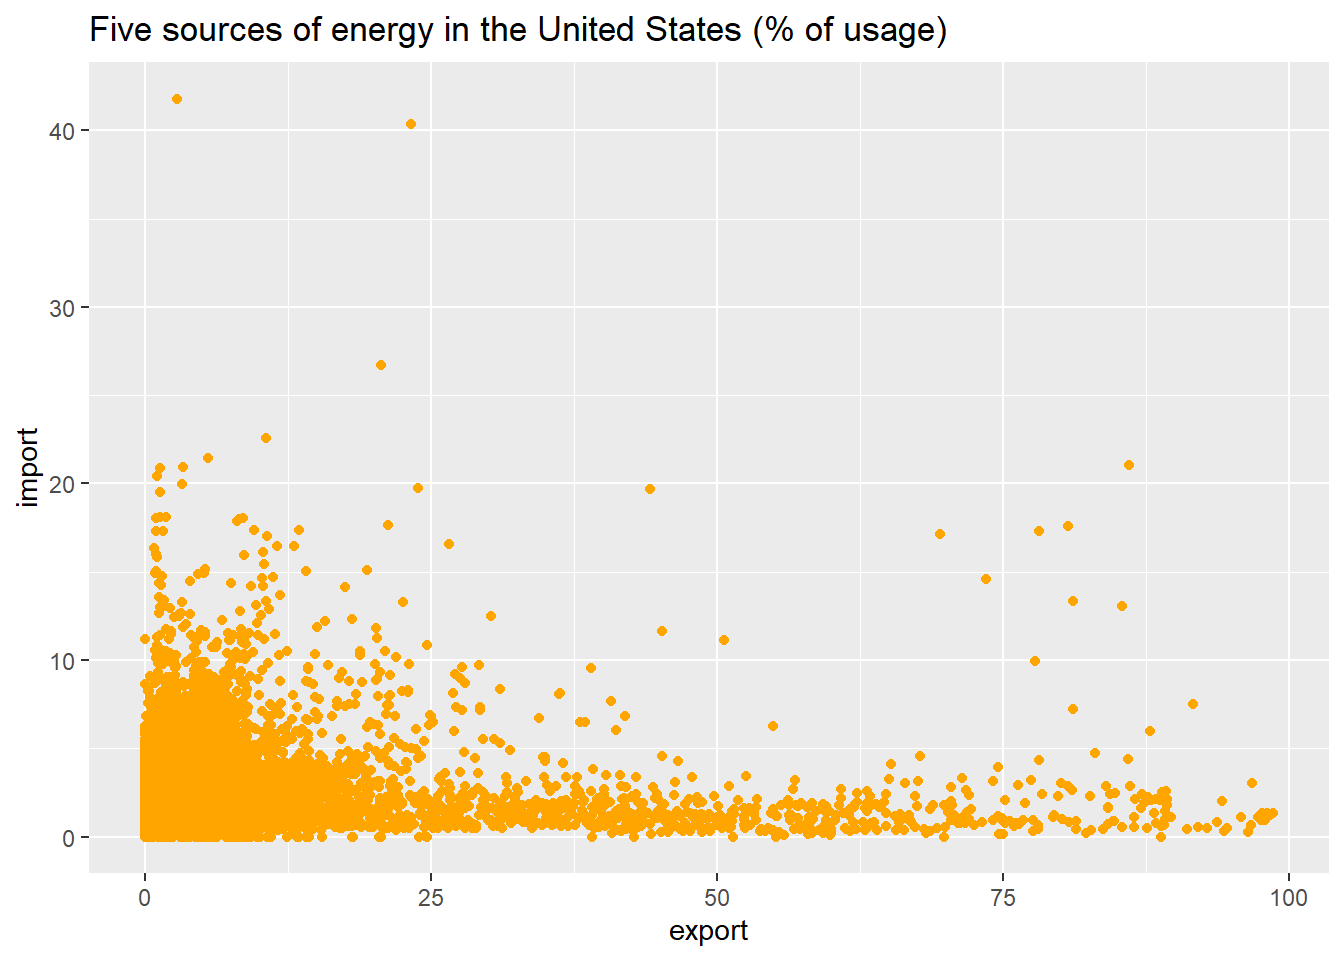 Five sources of energy in the United States (% of usage)
40
30
20
10
0
import
0 25 50 75 100
export